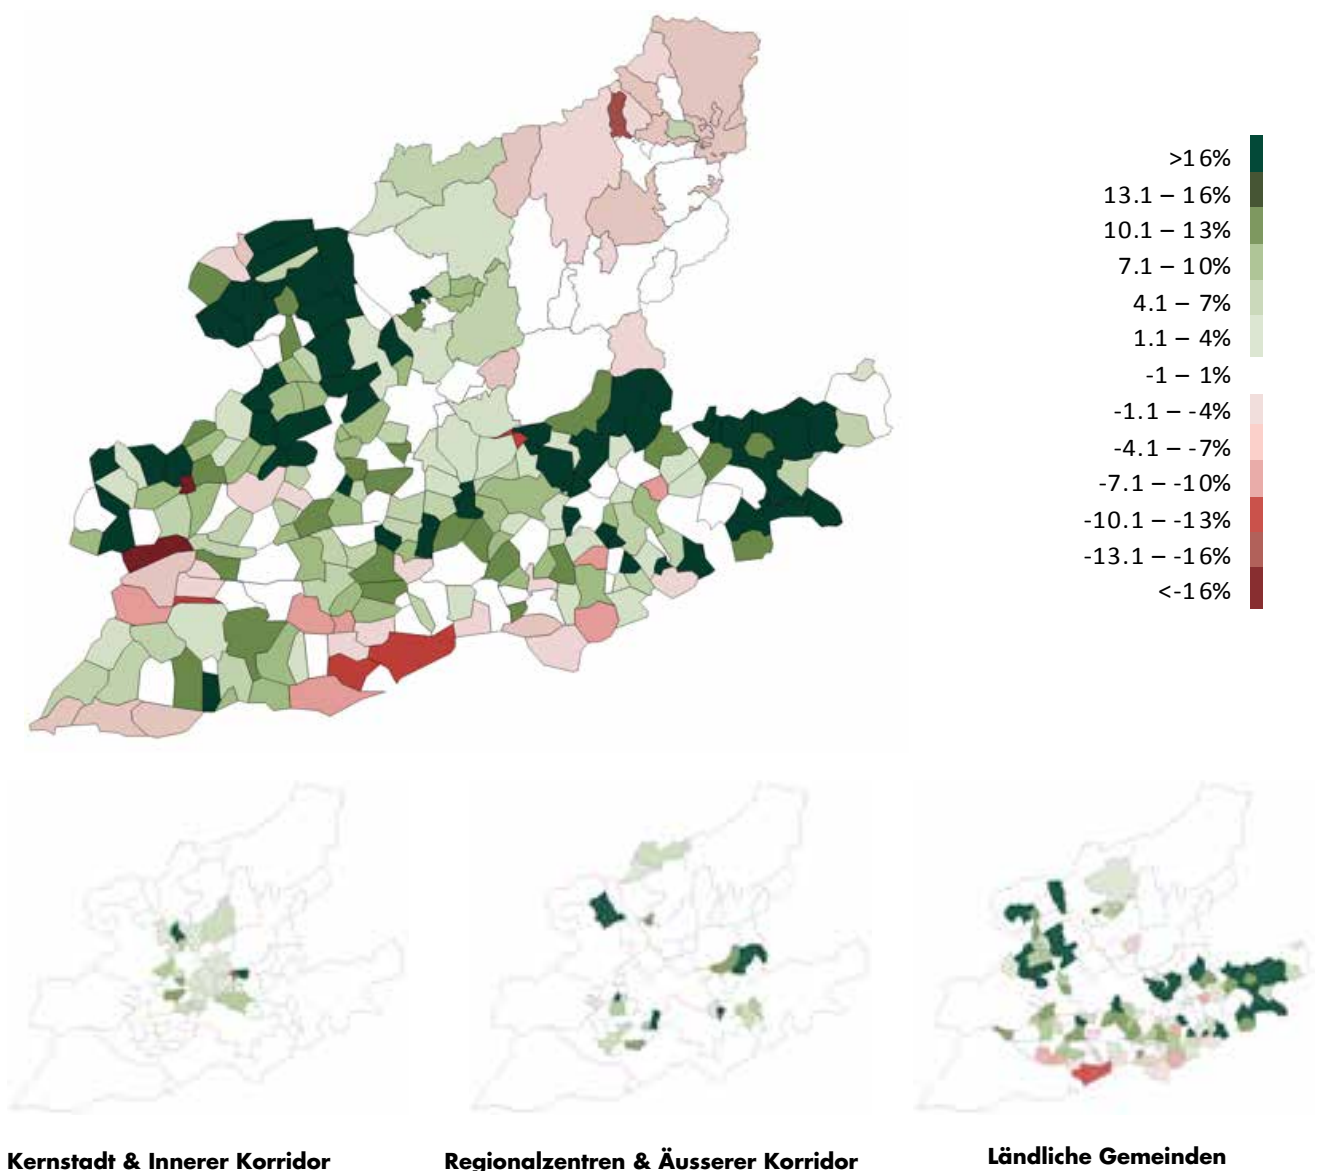 >16%
13.1 – 16%
10.1 – 13%
7.1 – 10%
4.1 – 7%
1.1 – 4%
-1 – 1%
-1.1 – -4%
-4.1 – -7%
-7.1 – -10%
-10.1 – -13%
-13.1 – -16%
<-16%
Kernstadt & Innerer Korridor
Regionalzentren & Äusserer Korridor
Ländliche Gemeinden